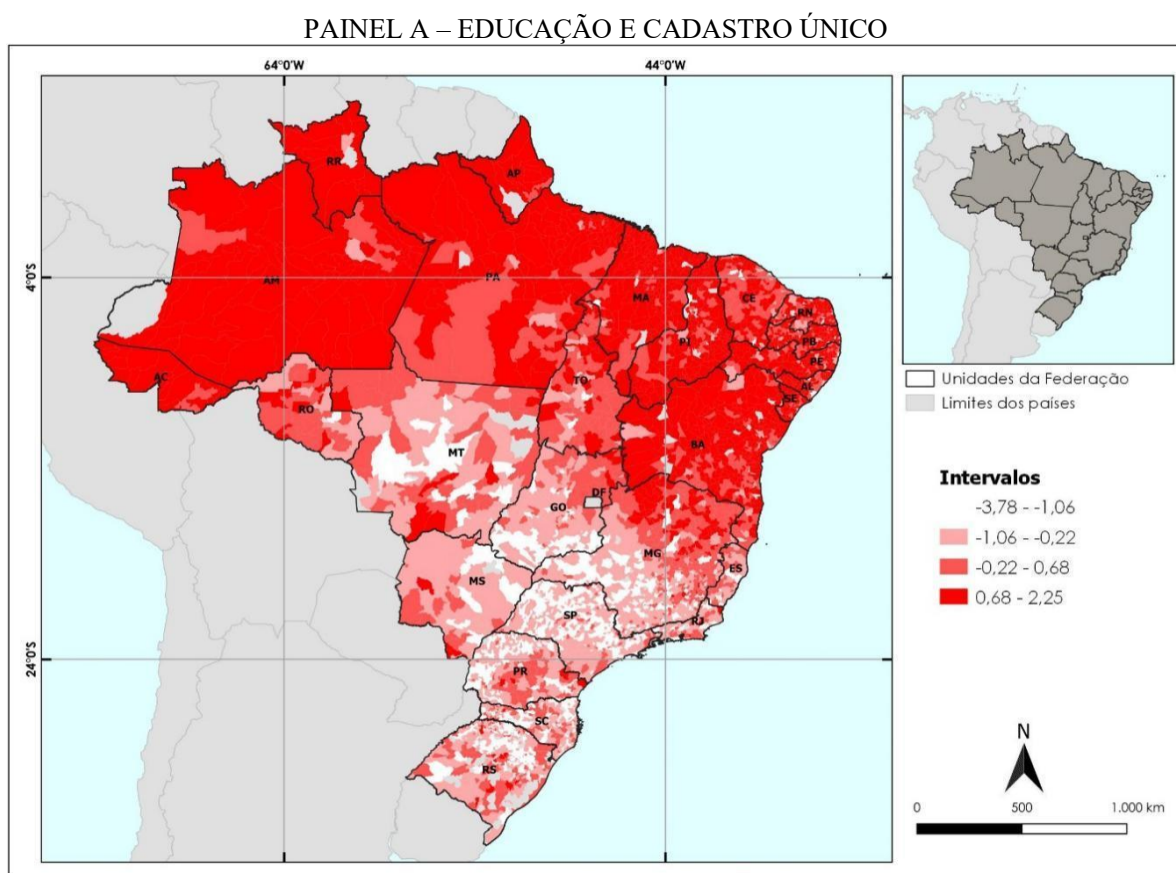 PAINEL A – EDUCAÇÃO E CADASTRO ÚNICO
64°0'W
44°0'W
4°0'S
24°0'S
RR
AP
AM
PA
MA
CE
RN
PB
PE
PI
AL
SE
AC
TO
RO
BA
MT
DF
GO
MG
ES
MS
SP
RJ
PR
SC
RS
Unidades da Federação
Limites dos países
Intervalos
-3,78 - -1,06
-1,06 - -0,22
-0,22 - 0,68
0,68 - 2,25
N
0 500 1.000 km